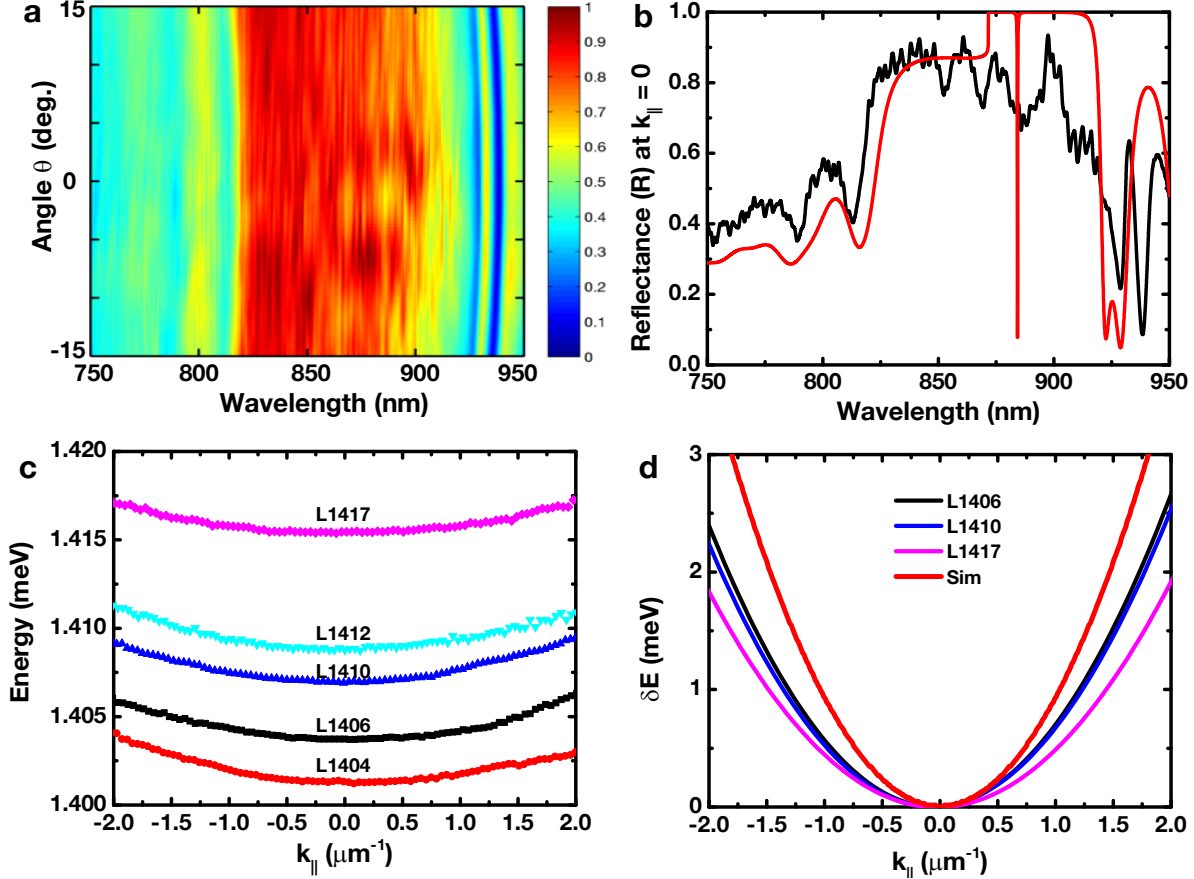 a
15
5
0
-5
-15
Angle θ (deg.)
750
800
850
900
950
Wavelength (nm)
1
0.9
0.8
0.7
0.6
0.5
0.4
0.3
0.2
0.1
0
b
1.0
0.8
0.6
0.4
0.2
0.0
Reflectance (R) at k|| = 0
750
800
850
900
950
Wavelength (nm)
c
1.420
1.415
1.410
1.405
1.400
Energy (meV)
L1417
L1412
L1410
L1406
L1404
-2.0 -1.5 -1.0 -0.5 0.0 0.5 1.0 1.5 2.0
k|| (μm-1)
d
3
2
1
0
δE (meV)
L1406
L1410
L1417
Sim
-2.0 -1.5 -1.0 -0.5 0.0 0.5 1.0 1.5 2.0
k|| (μm-1)